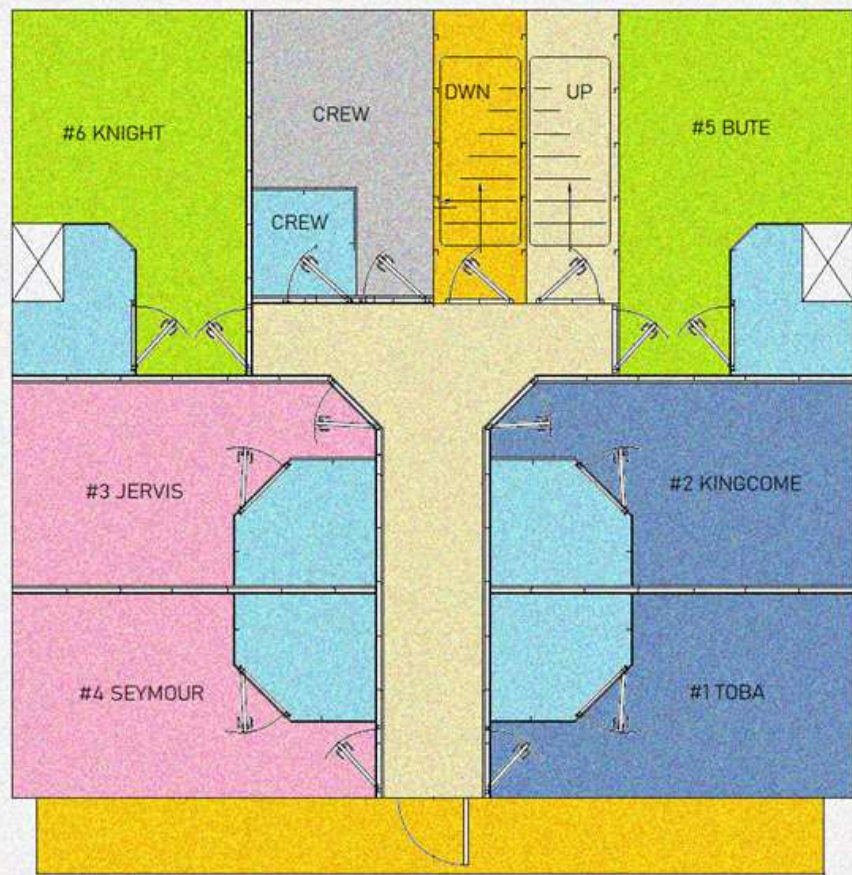 #6 KNIGHT
CREW
DWN
UP
#5 BUTE
CREW
#3 JERVIS
#2 KINGCOME
#4 SEYMOUR
#1 TOBA